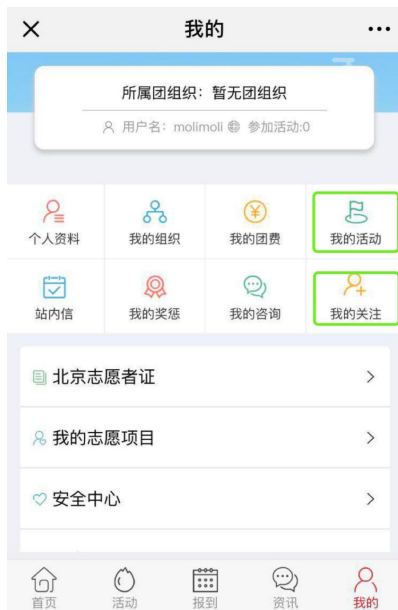 我的
所属团组织：暂无团组织
用户名：molimoli 参加活动:0
个人资料
我的组织
我的团费
我的活动
站内信
我的奖惩
我的咨询
我的关注
北京志愿者证
我的志愿项目
安全中心
首页
活动
报到
资讯
我的